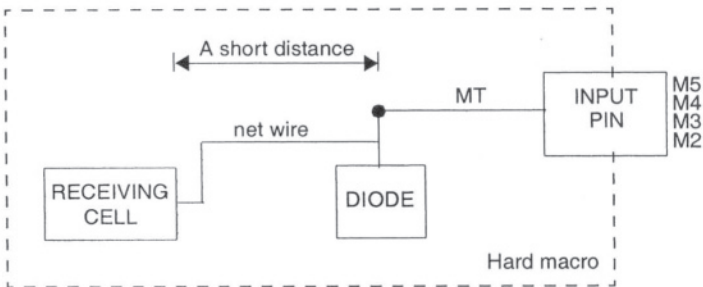 A short distance
MT
INPUT
PIN
M5
M4
M3
M2
net wire
RECEIVING
CELL
DIODE
Hard macro